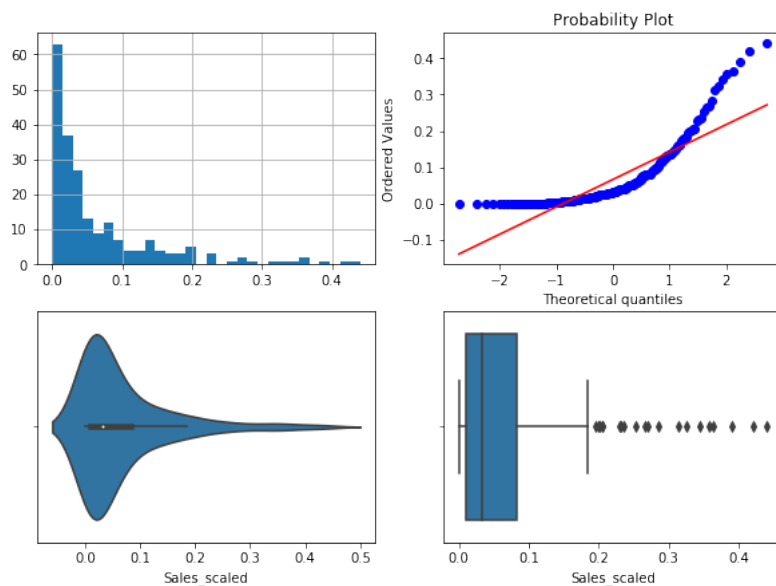 Probability Plot
60
50
40
30
20
10
0
0.0 0.1 0.2 0.3 0.4
Ordered Values
0.4
0.3
0.2
0.1
0.0
−0.1
−2 −1 0 1 2
Theoretical quantiles
0.0 0.1 0.2 0.3 0.4 0.5
Sales_scaled
0.0 0.1 0.2 0.3 0.4
Sales_scaled